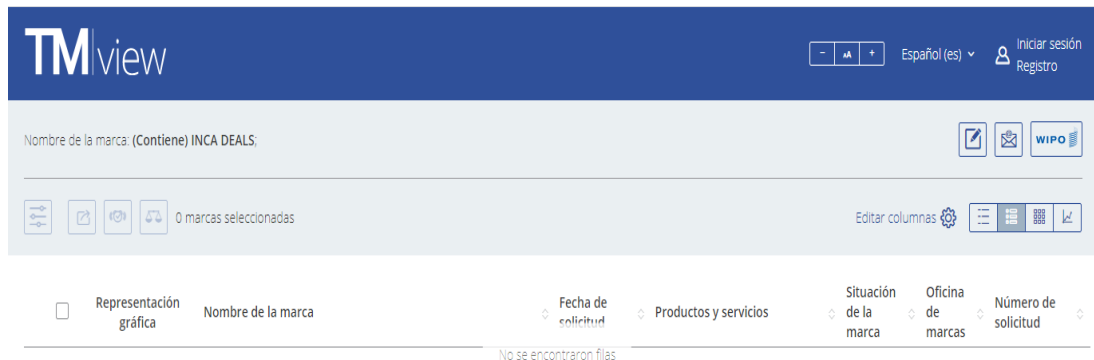 TMview
- AA +
Español (es)
Iniciar sesión
Registro
Nombre de la marca: (Contiene) INCA DEALS;
WIPO
0 marcas seleccionadas
Editar columnas
Representación gráfica
Nombre de la marca
Fecha de solicitud
Productos y servicios
Situación de la marca
Oficina de marcas
Número de solicitud
No se encontraron filas